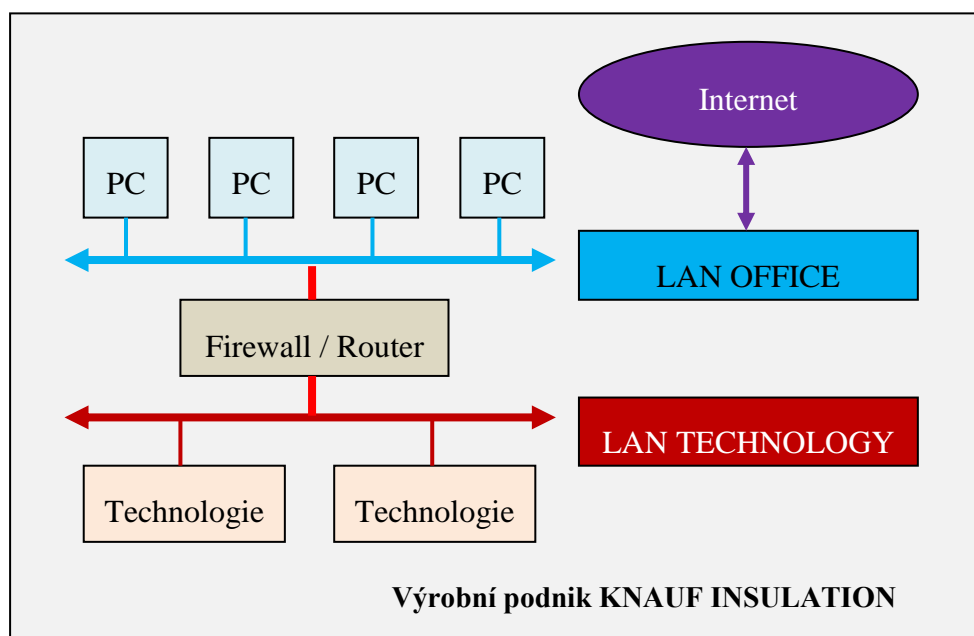 Internet
PC PC PC PC
LAN OFFICE
Firewall / Router
LAN TECHNOLOGY
Technologie Technologie
Výrobní podnik KNAUF INSULATION